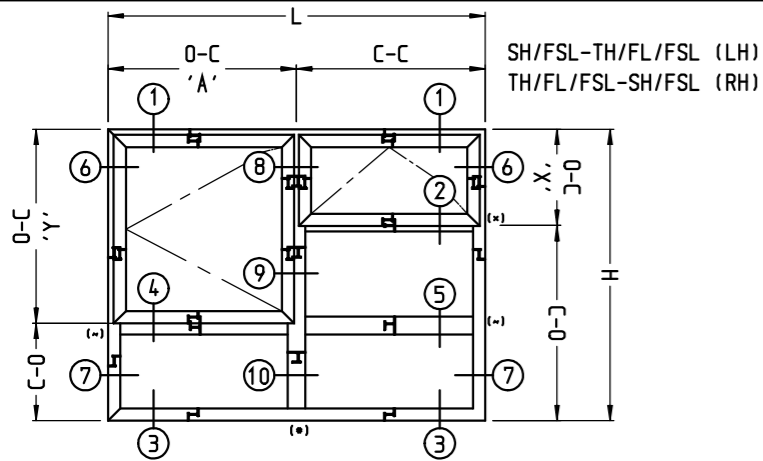 L
O-C
'A'
C-C
SH/FSL-TH/FL/FSL (LH)
TH/FL/FSL-SH/FSL (RH)
1
1
6
8
6
O-C
'X'
2
(x)
O-C
'Y'
H
9
4
5
O-C
(~)
(~)
C-O
7
10
7
(*)
3
3